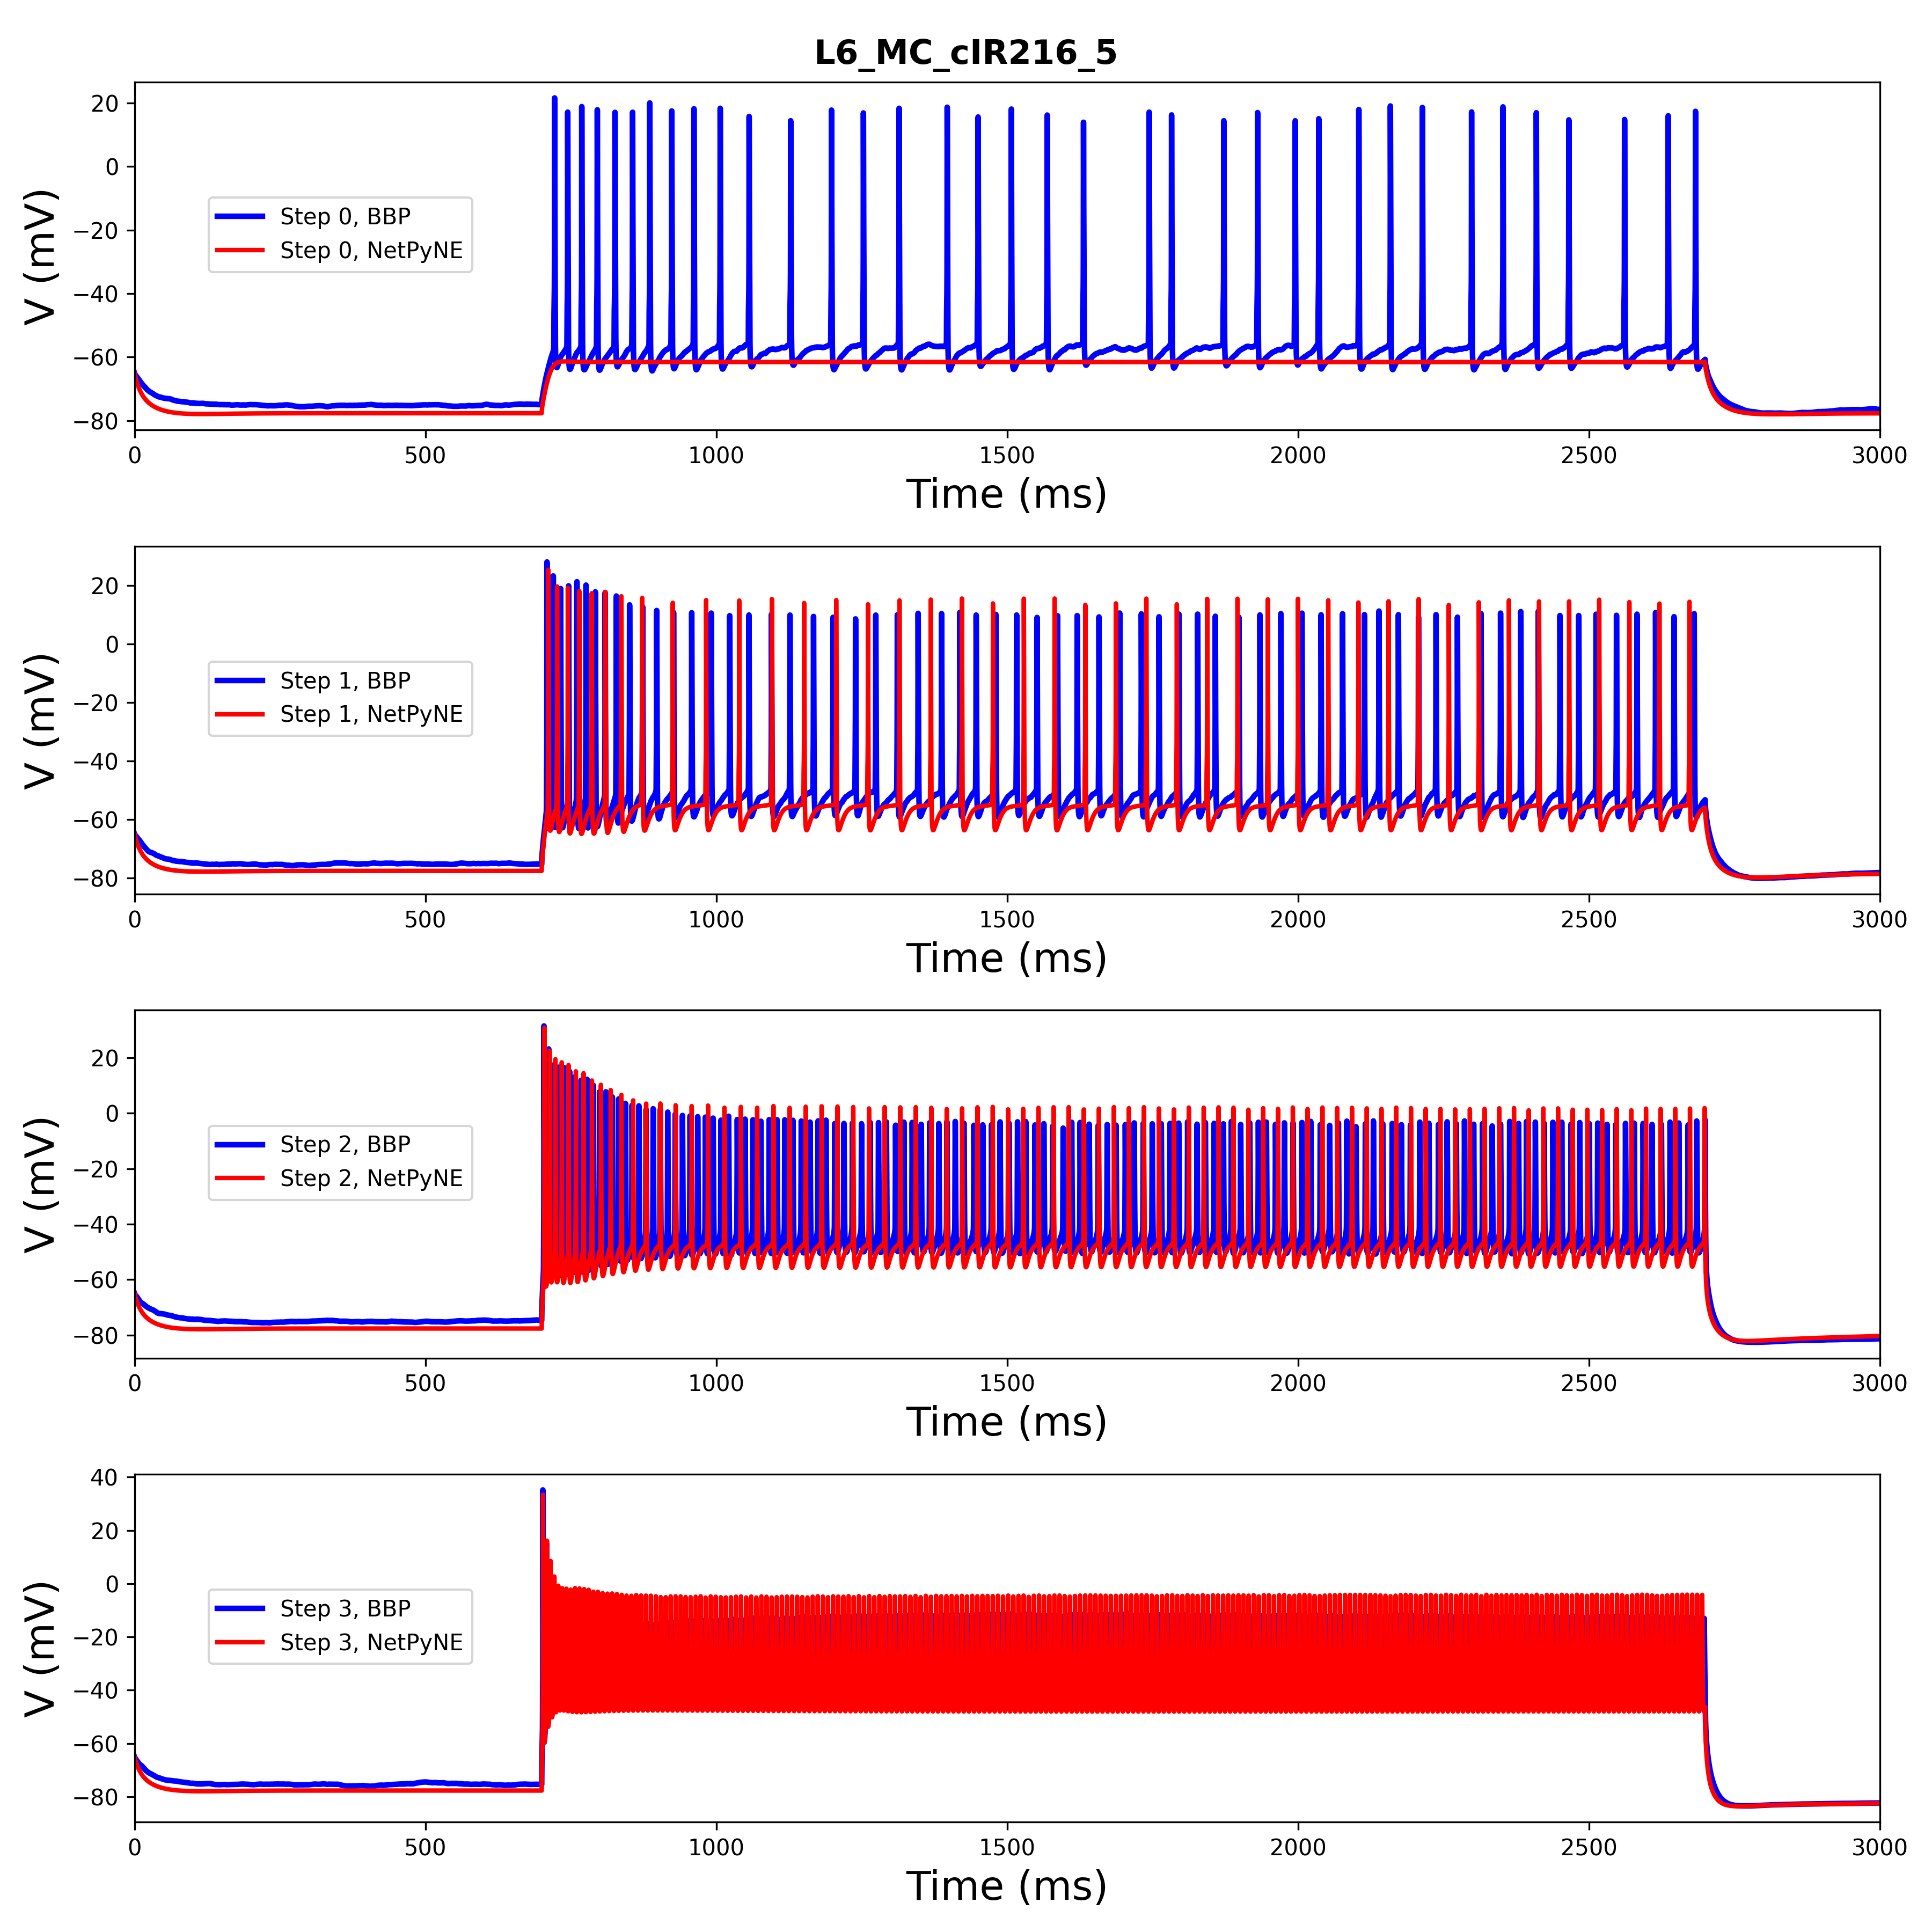 L6_MC_cIR216_5
20
0
−20
−40
−60
−80
V (mV)
Step 0, BBP
Step 0, NetPyNE
0 500 1000 1500 2000 2500 3000
Time (ms)
20
0
−20
−40
−60
−80
V (mV)
Step 1, BBP
Step 1, NetPyNE
0 500 1000 1500 2000 2500 3000
Time (ms)
20
0
−20
−40
−60
−80
V (mV)
Step 2, BBP
Step 2, NetPyNE
0 500 1000 1500 2000 2500 3000
Time (ms)
40
20
0
−20
−40
−60
−80
V (mV)
Step 3, BBP
Step 3, NetPyNE
0 500 1000 1500 2000 2500 3000
Time (ms)